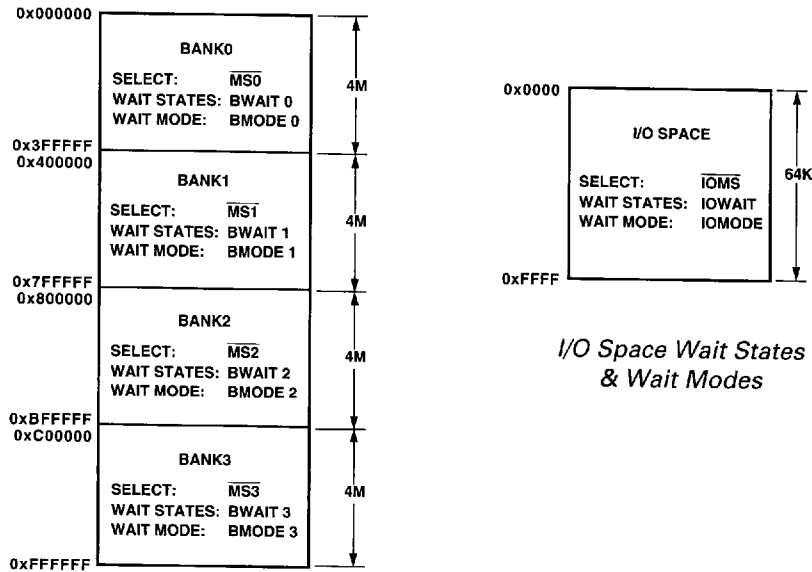 0x000000
BANK0
SELECT: MS0
WAIT STATES: BWAIT 0
WAIT MODE: BMODE 0
4M
0x3FFFFF
0x400000
BANK1
SELECT: MS1
WAIT STATES: BWAIT 1
WAIT MODE: BMODE 1
4M
0x7FFFFF
0x800000
BANK2
SELECT: MS2
WAIT STATES: BWAIT 2
WAIT MODE: BMODE 2
4M
0xBFFFFF
0xC00000
BANK3
SELECT: MS3
WAIT STATES: BWAIT 3
WAIT MODE: BMODE 3
4M
0xFFFFFF
0x0000
I/O SPACE
SELECT: IOMS
WAIT STATES: IOWAIT
WAIT MODE: IOMODE
64K
0xFFFF
I/O Space Wait States
& Wait Modes